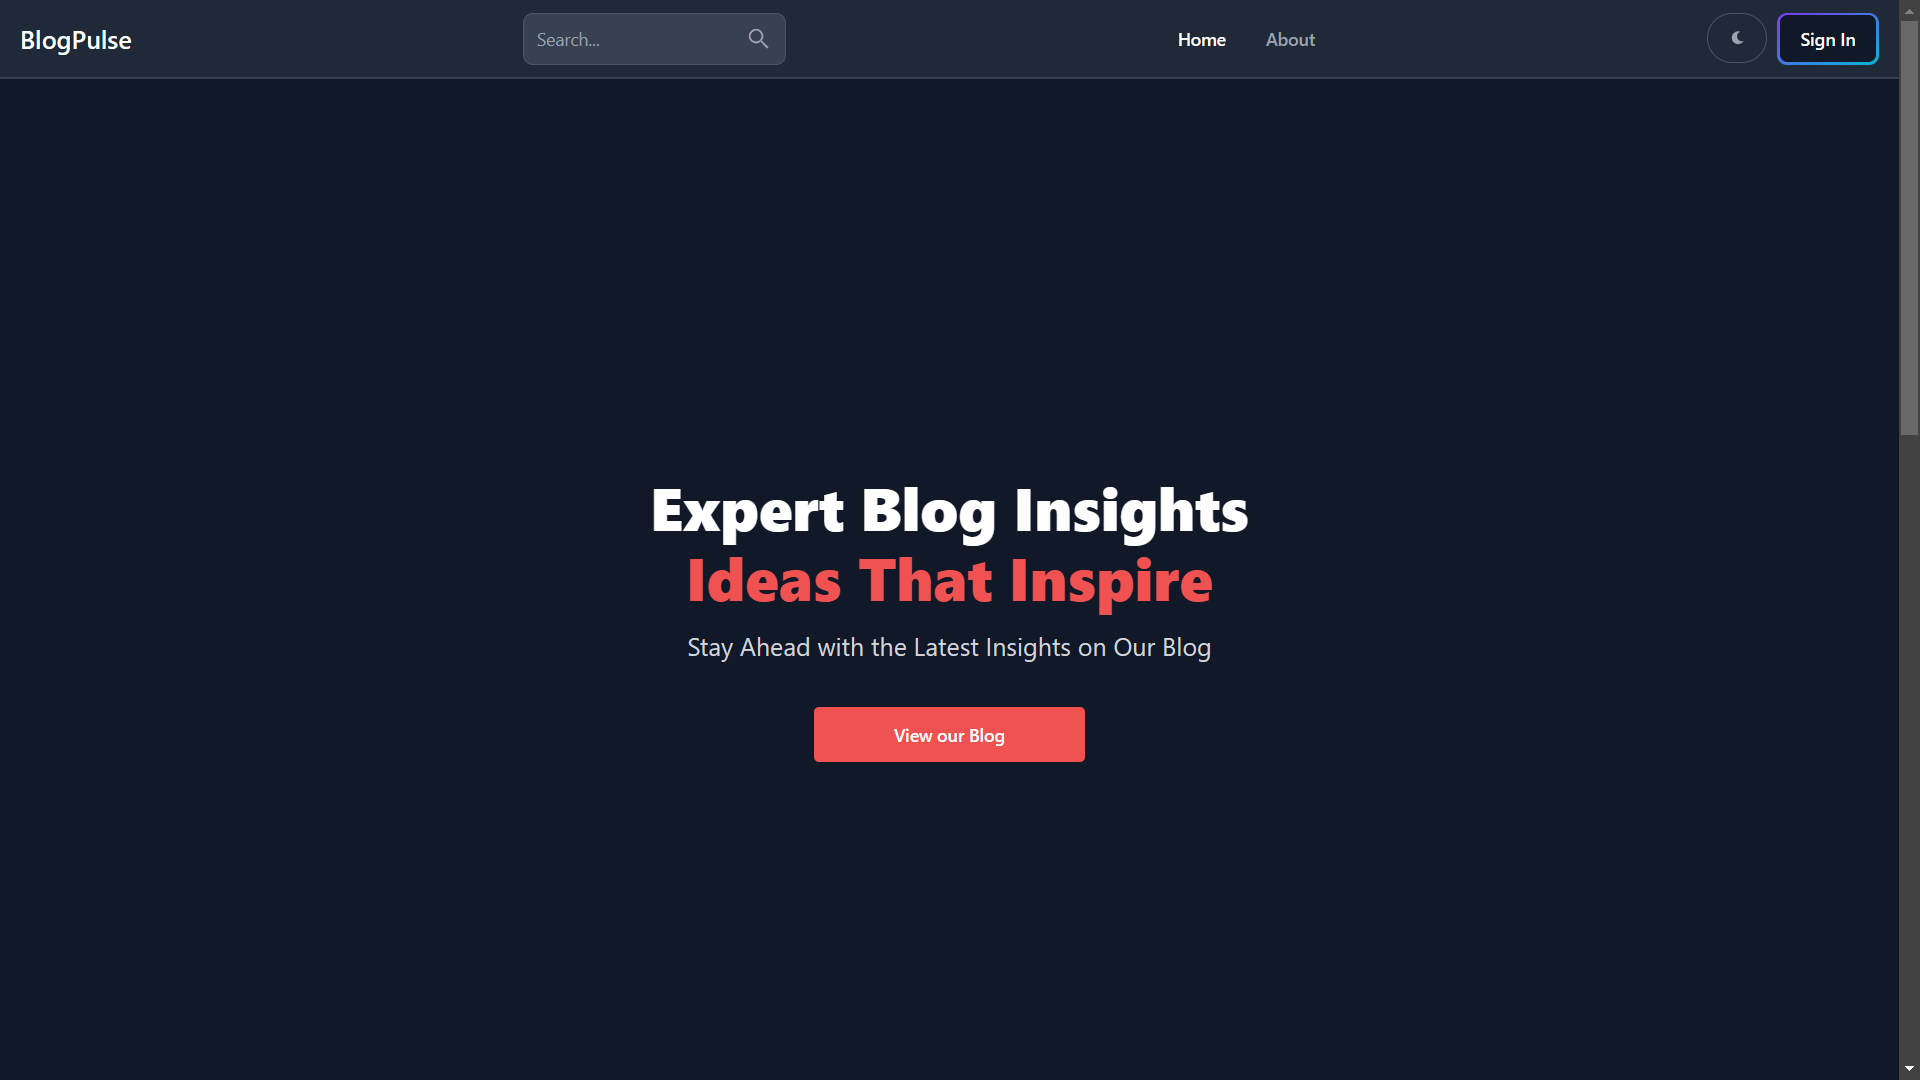 BlogPulse
Search...
Home
About
Sign In
Expert Blog Insights
Ideas That Inspire
Stay Ahead with the Latest Insights on Our Blog
View our Blog